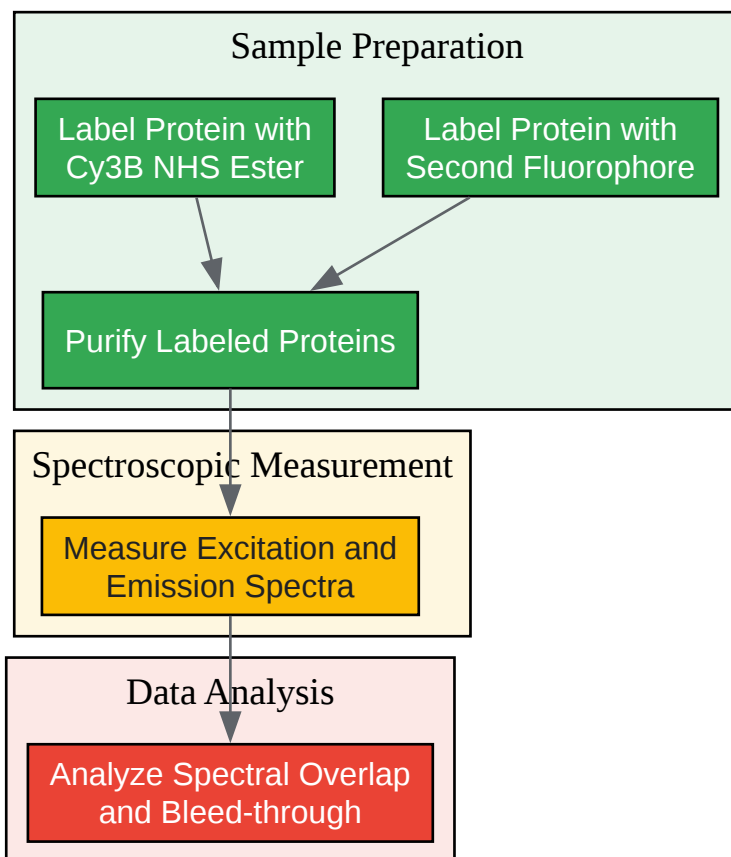 Sample Preparation
Label Protein with
Cy3B NHS Ester
Label Protein with
Second Fluorophore
Purify Labeled Proteins
Spectroscopic Measurement
Measure Excitation and
Emission Spectra
Data Analysis
Analyze Spectral Overlap
and Bleed-through